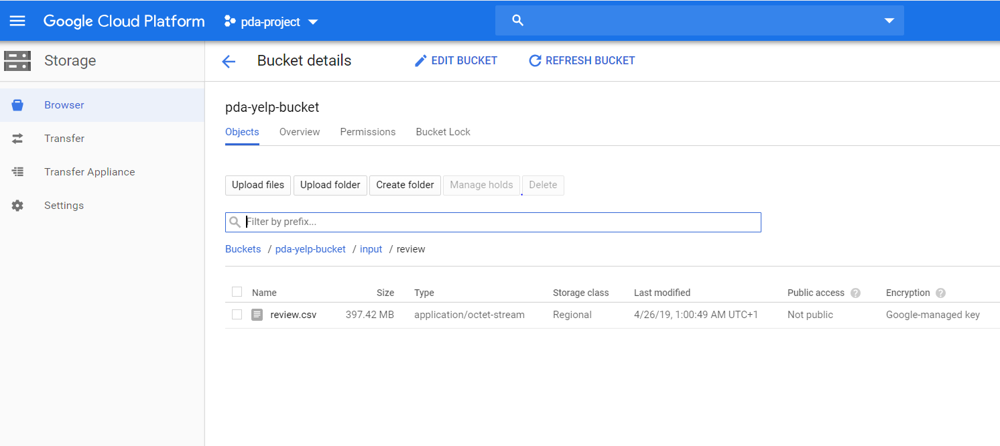 Google Cloud Platform pda-project
Storage
Bucket details EDIT BUCKET REFRESH BUCKET
Browser
Transfer
Transfer Appliance
Settings
pda-yelp-bucket
Objects Overview Permissions Bucket Lock
Upload files Upload folder Create folder Manage holds Delete
Filter by prefix...
Buckets / pda-yelp-bucket / input / review
Name Size Type Storage class Last modified Public access ? Encryption ?
review.csv 397.42 MB application/octet-stream Regional 4/26/19, 1:00:49 AM UTC+1 Not public Google-managed key